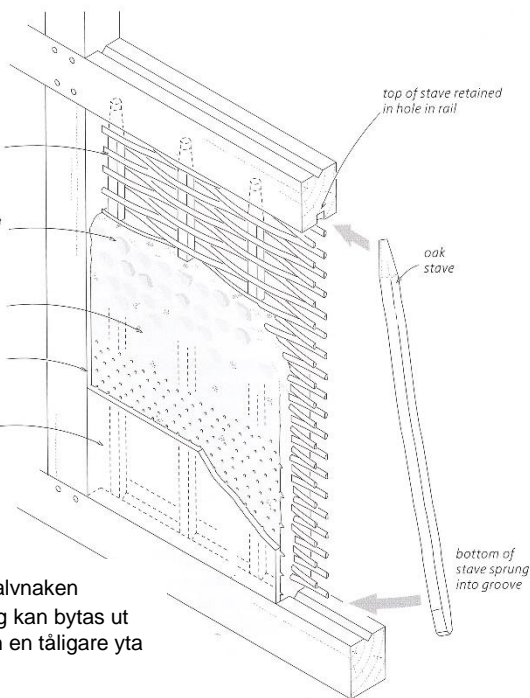 top of stave retained
in hole in rail
oak
stave
bottom of
stave sprung
into groove
alvnaken
g kan bytas ut
n en tåligare yta